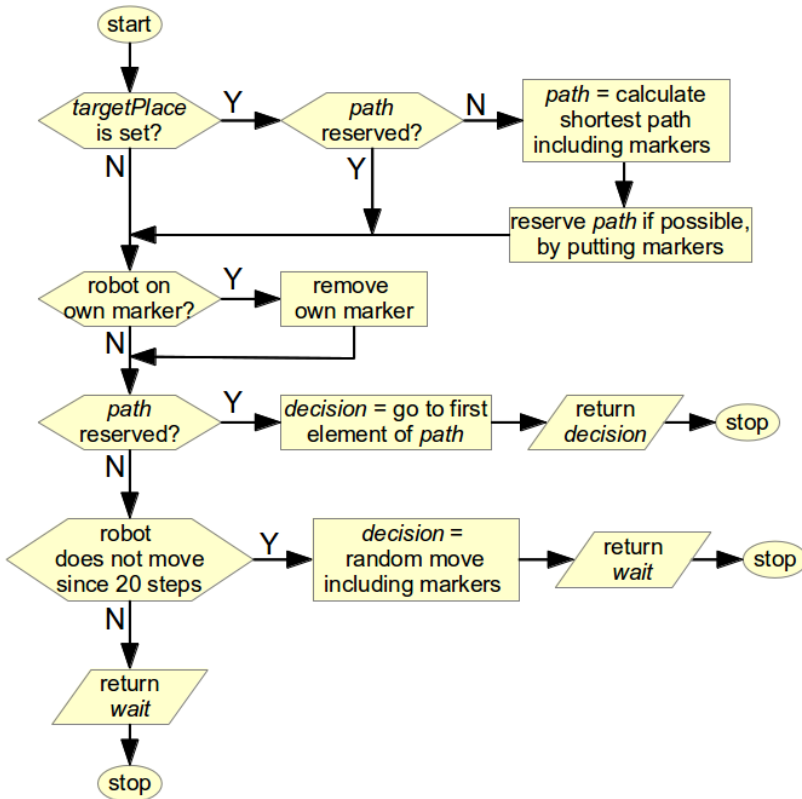 start
targetPlace
is set?
Y
path
reserved?
N
path = calculate
shortest path
including markers
N
Y
reserve path if possible,
by putting markers
robot on
own marker?
Y
remove
own marker
N
path
reserved?
Y
decision = go to first
element of path
return
decision
stop
N
robot
does not move
since 20 steps
Y
decision =
random move
including markers
return
wait
stop
N
return
wait
stop